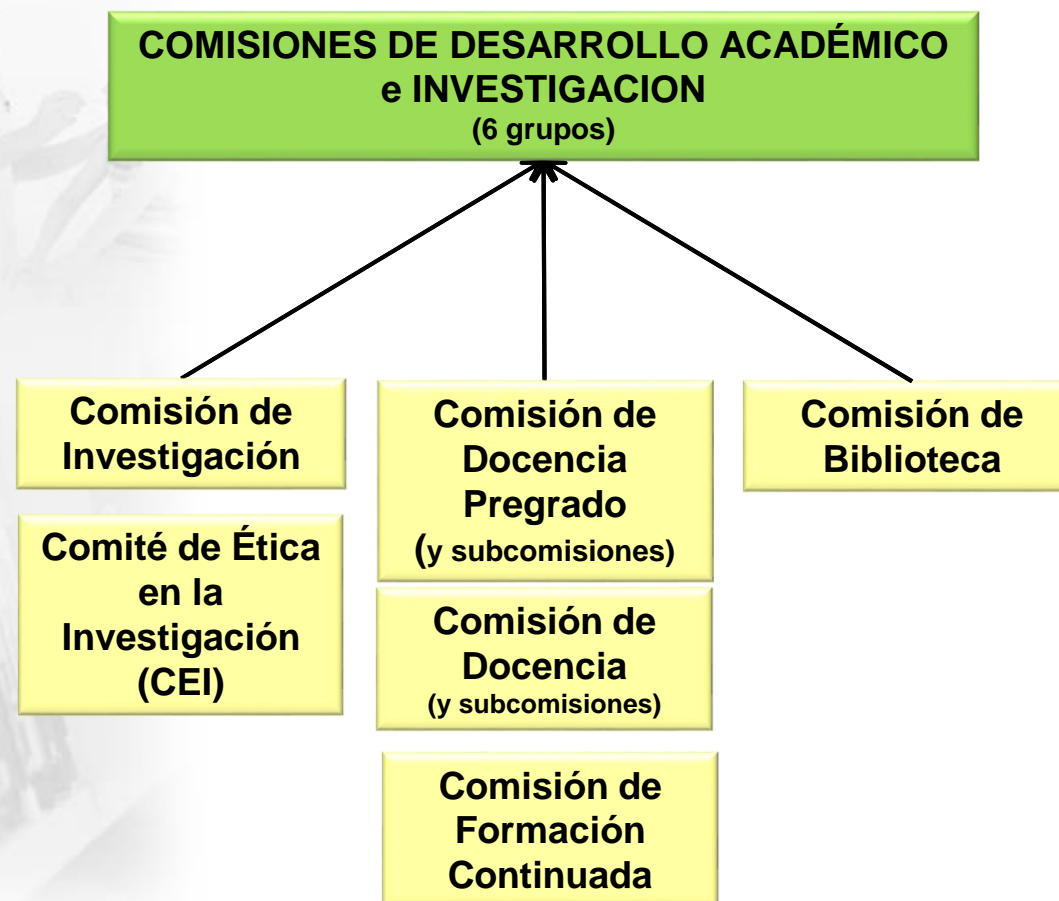 COMISIONES DE DESARROLLO ACADÉMICO
e INVESTIGACION
(6 grupos)
Comisión de
Investigación
Comité de Ética
en la
Investigación
(CEI)
Comisión de
Docencia
Pregrado
(y subcomisiones)
Comisión de
Docencia
(y subcomisiones)
Comisión de
Formación
Continuada
Comisión de
Biblioteca